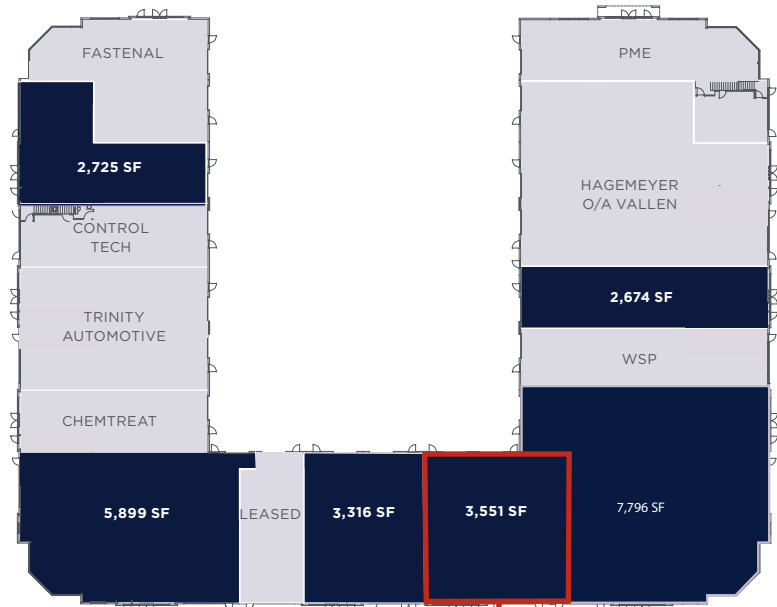 FASTENAL
PME
2,725 SF
HAGEMEYER
O/A VALLEN
CONTROL
TECH
2,674 SF
TRINITY
AUTOMOTIVE
WSP
CHEMTREAT
5,899 SF
LEASED
3,316 SF
3,551 SF
7,796 SF